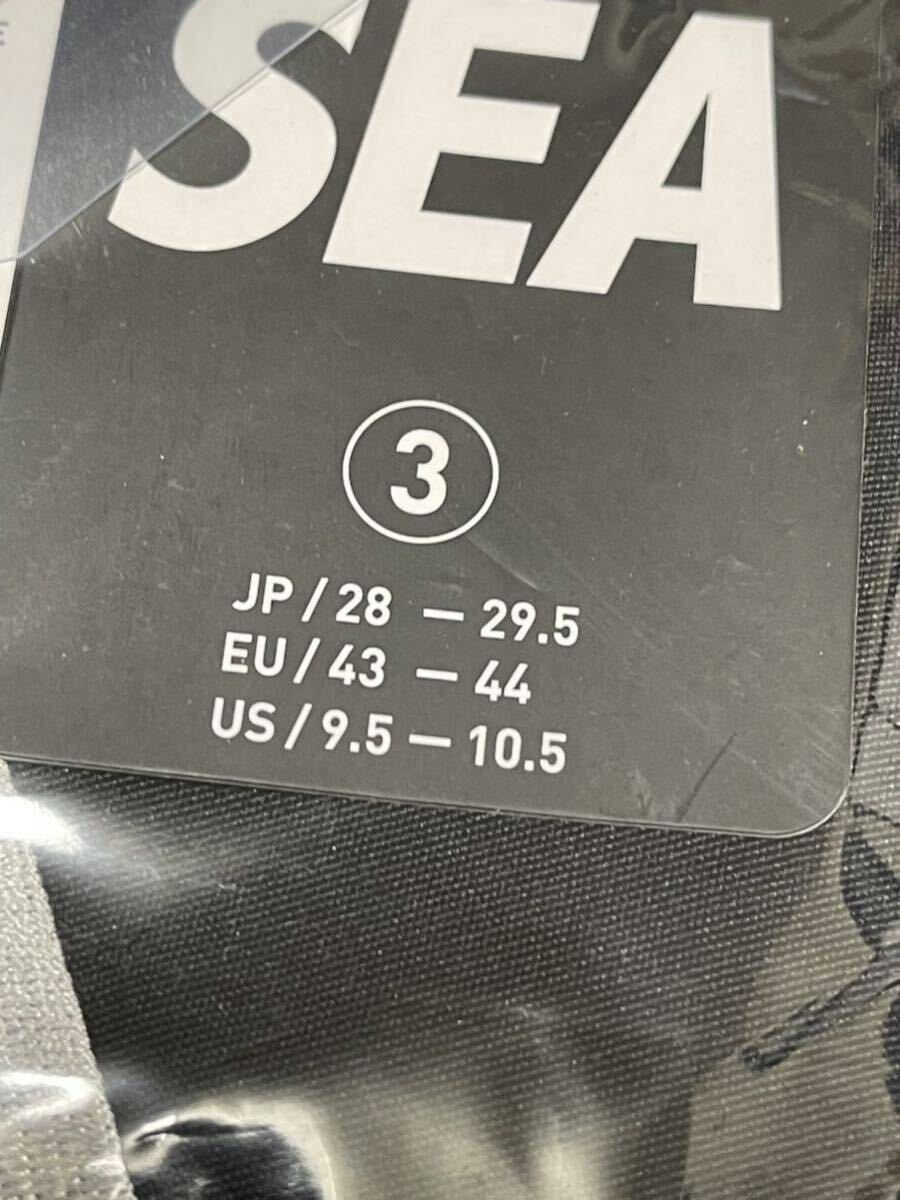 SEA
3
JP/28 — 29.5
EU/43 — 44
US/9.5 — 10.5